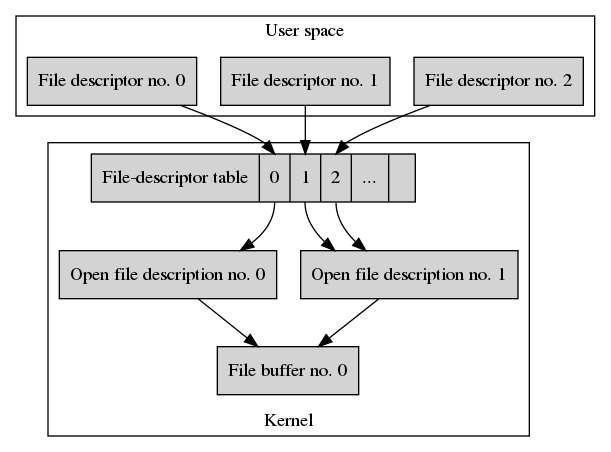 User space
File descriptor no. 0
File descriptor no. 1
File descriptor no. 2
File-descriptor table 0 1 2 ...
Open file description no. 0
Open file description no. 1
File buffer no. 0
Kernel